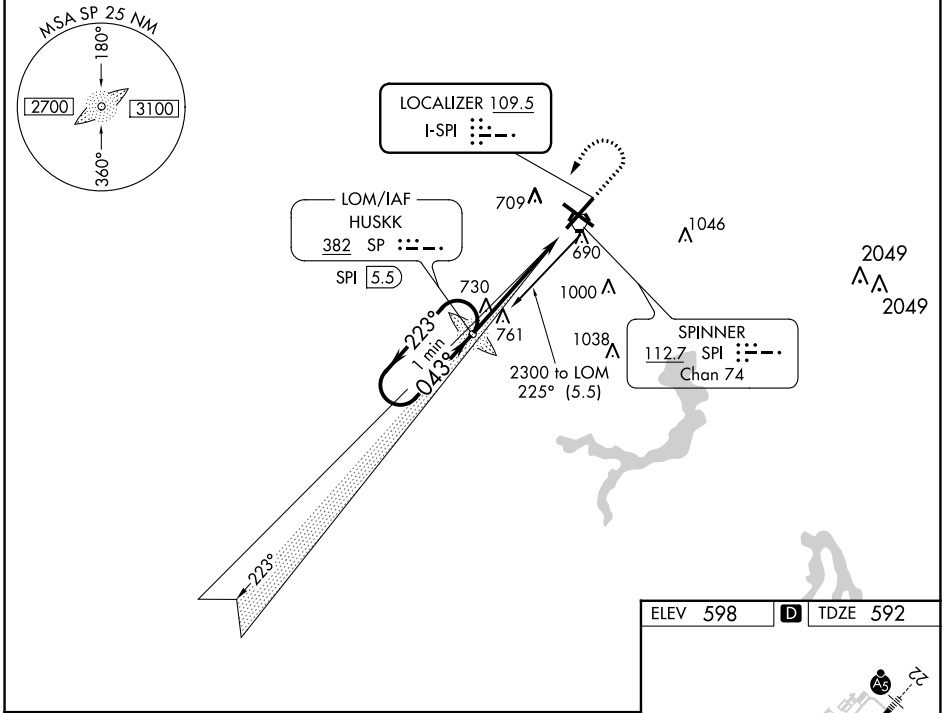 MSA SP 25 NM
180°
2700
3100
360°
LOCALIZER 109.5
I-SPI
LOM/IAF
HUSKK
382 SP
SPI 5.5
709
690
1046
2049
2049
730
761
1000
1038
223°
1 min
043°
2300 to LOM
225° (5.5)
SPINNER
112.7 SPI
Chan 74
223°
ELEV 598
D
TDZE 592
A5
22